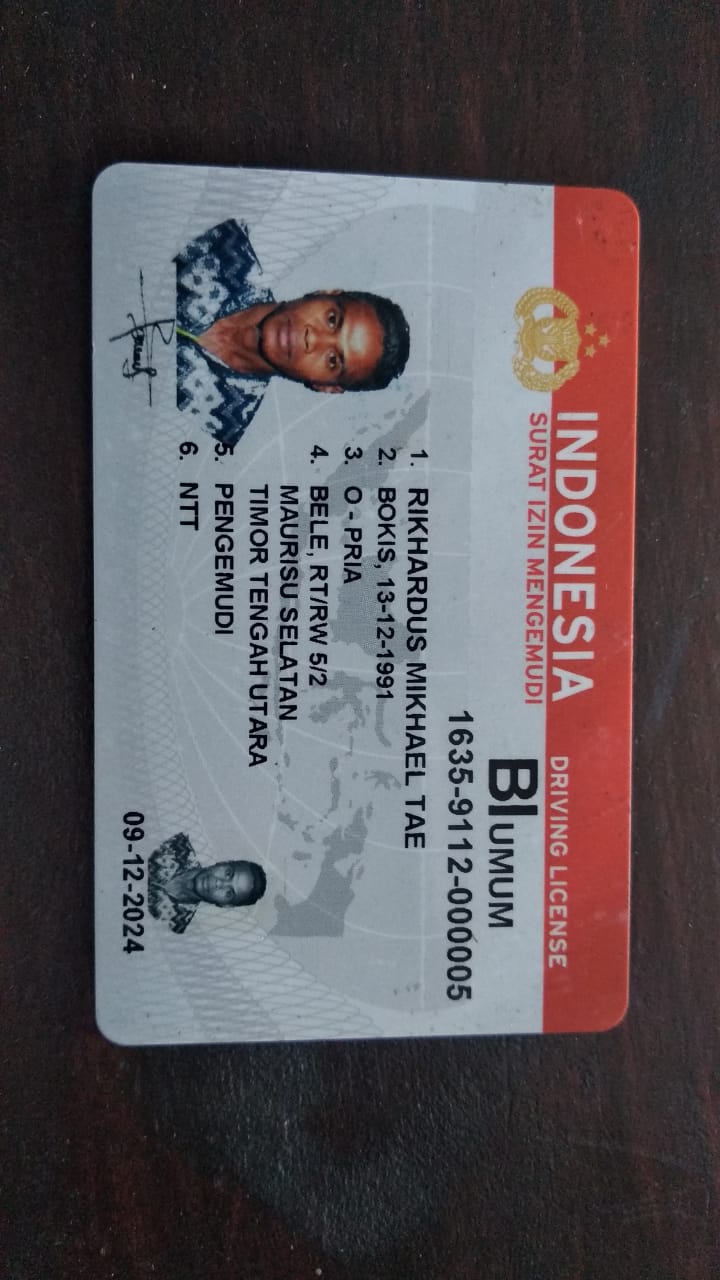 INDONESIA
DRIVING LICENSE
SURAT IZIN MENGEMUDI
BI UMUM
1635-9112-000005
1. RIKHARDUS MIKHAEL TAE
2. BOKIS, 13-12-1991
3. O - PRIA
4. BELE, RT/RW 5/2
MAURISU SELATAN
TIMOR TENGAH UTARA
5. PENGEMUDI
6. NTT
09-12-2024